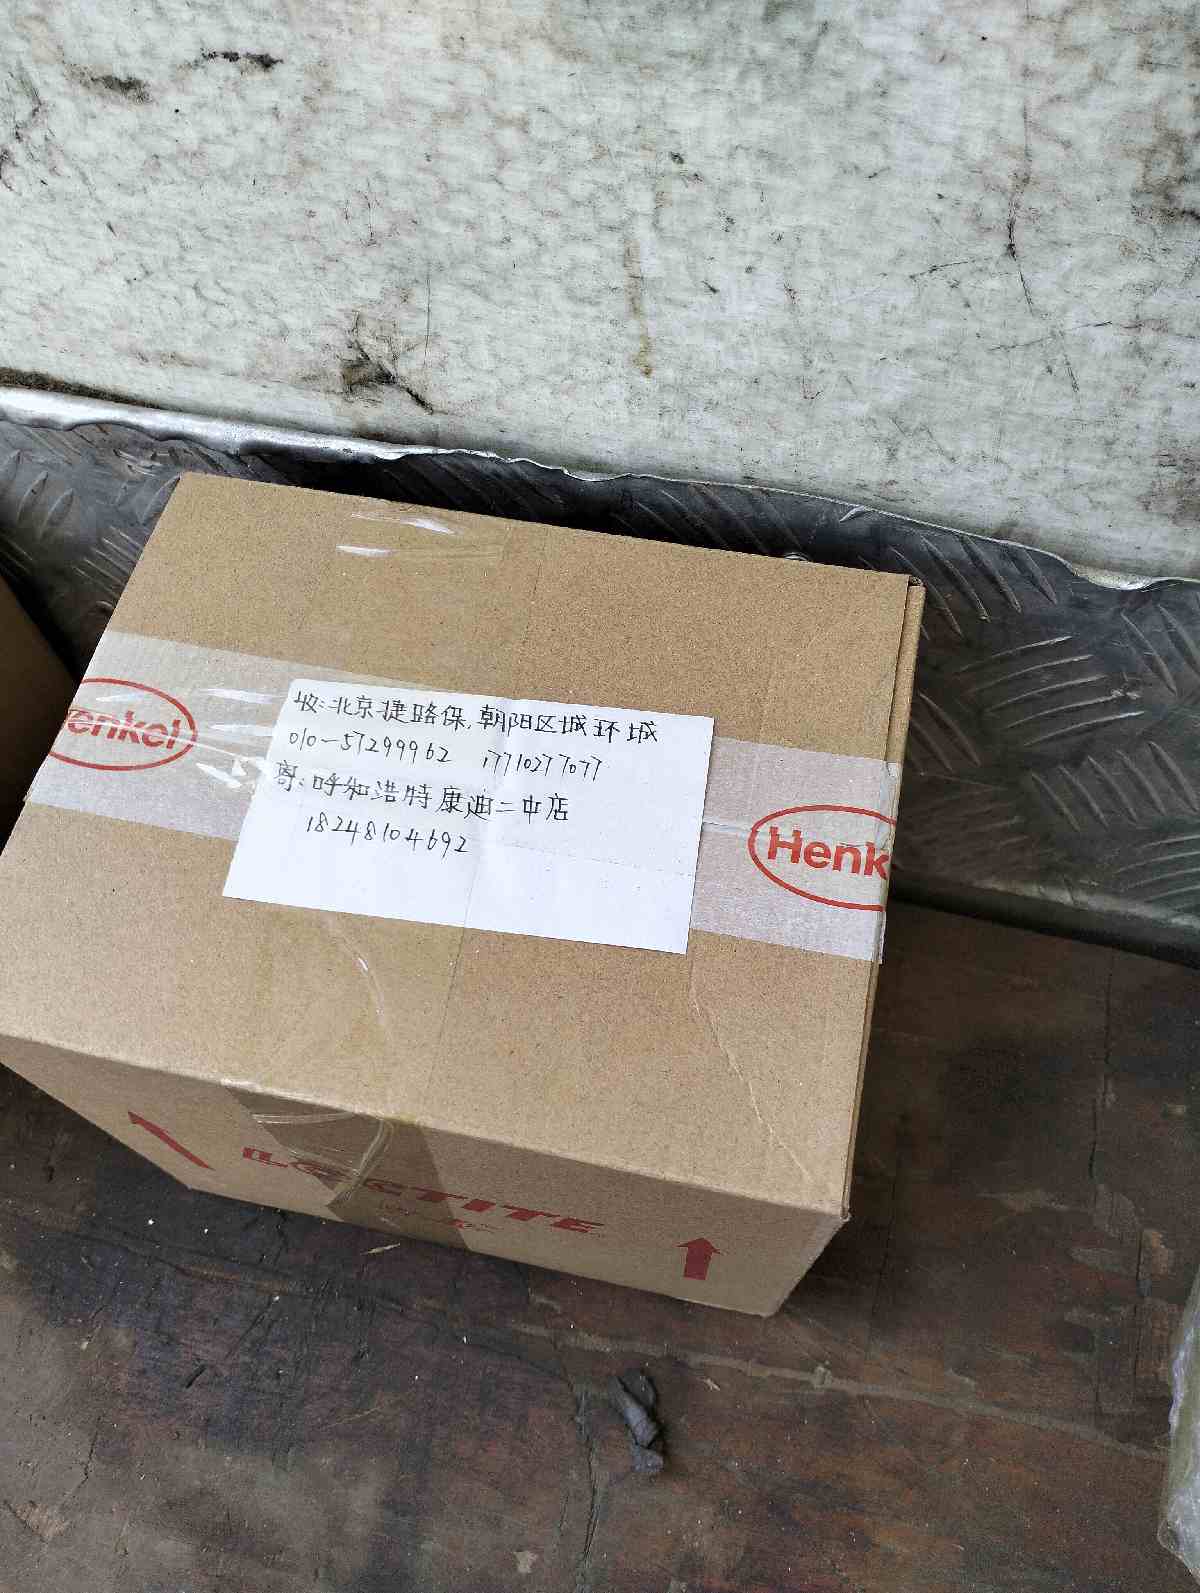 收:北京捷路保,朝阳区城环城
010-57299962 17710277077
寄:呼和浩特康迪二中店
18248104692
Henkel
Henk
LOCTITE